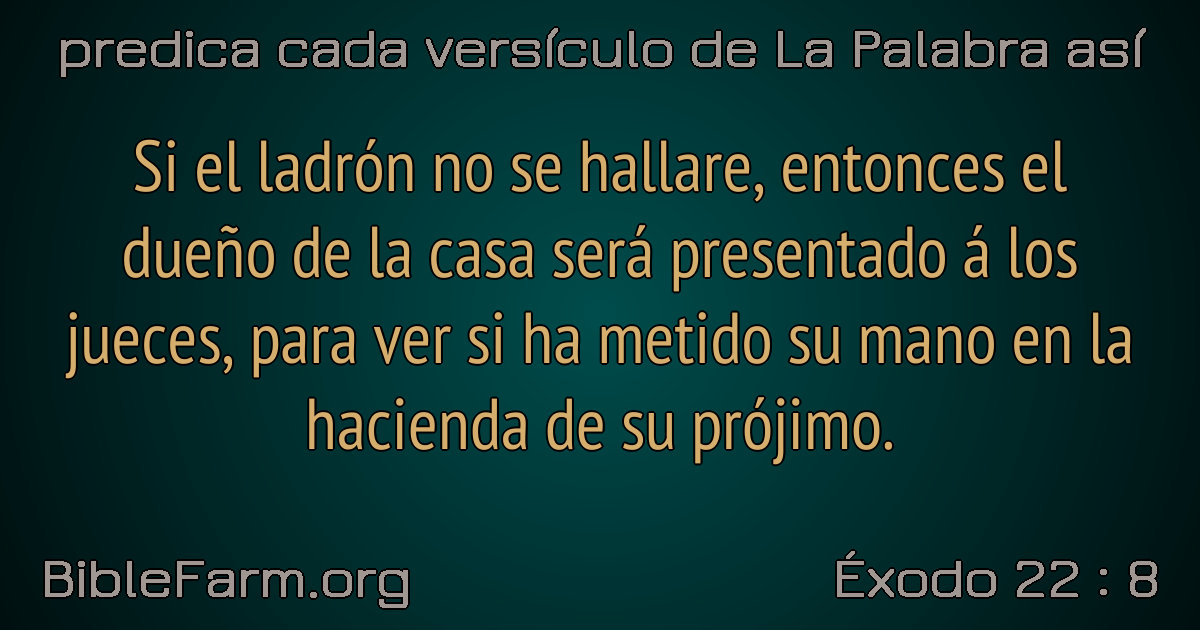 predica cada versículo de La Palabra así
Si el ladrón no se hallare, entonces el
dueño de la casa será presentado á los
jueces, para ver si ha metido su mano en la
hacienda de su prójimo.
BibleFarm.org
Éxodo 22 : 8